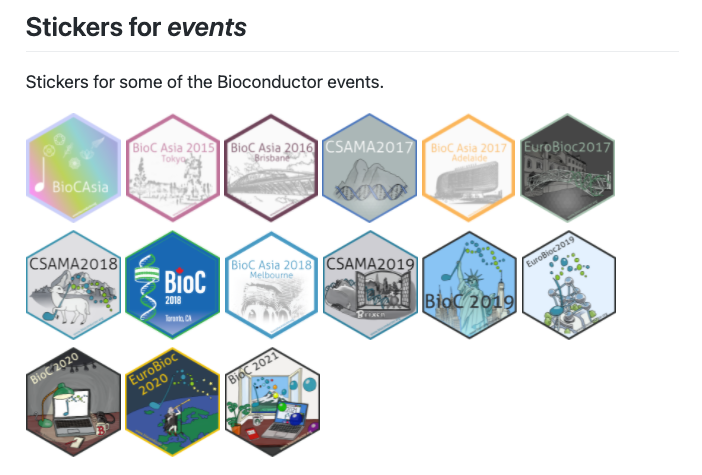 Stickers for events
Stickers for some of the Bioconductor events.
BioCAsia
BioC Asia 2015
Tokyo
BioC Asia 2016
Brisbane
CSAMA2017
BioC Asia 2017
Adelaide
EuroBioc2017
CSAMA2018
BioC
2018
Toronto, CA
BioC Asia 2018
Melbourne
CSAMA2019
BioC 2019
EuroBioc2019
BioC 2020
EuroBioc
2020
BioC 2021